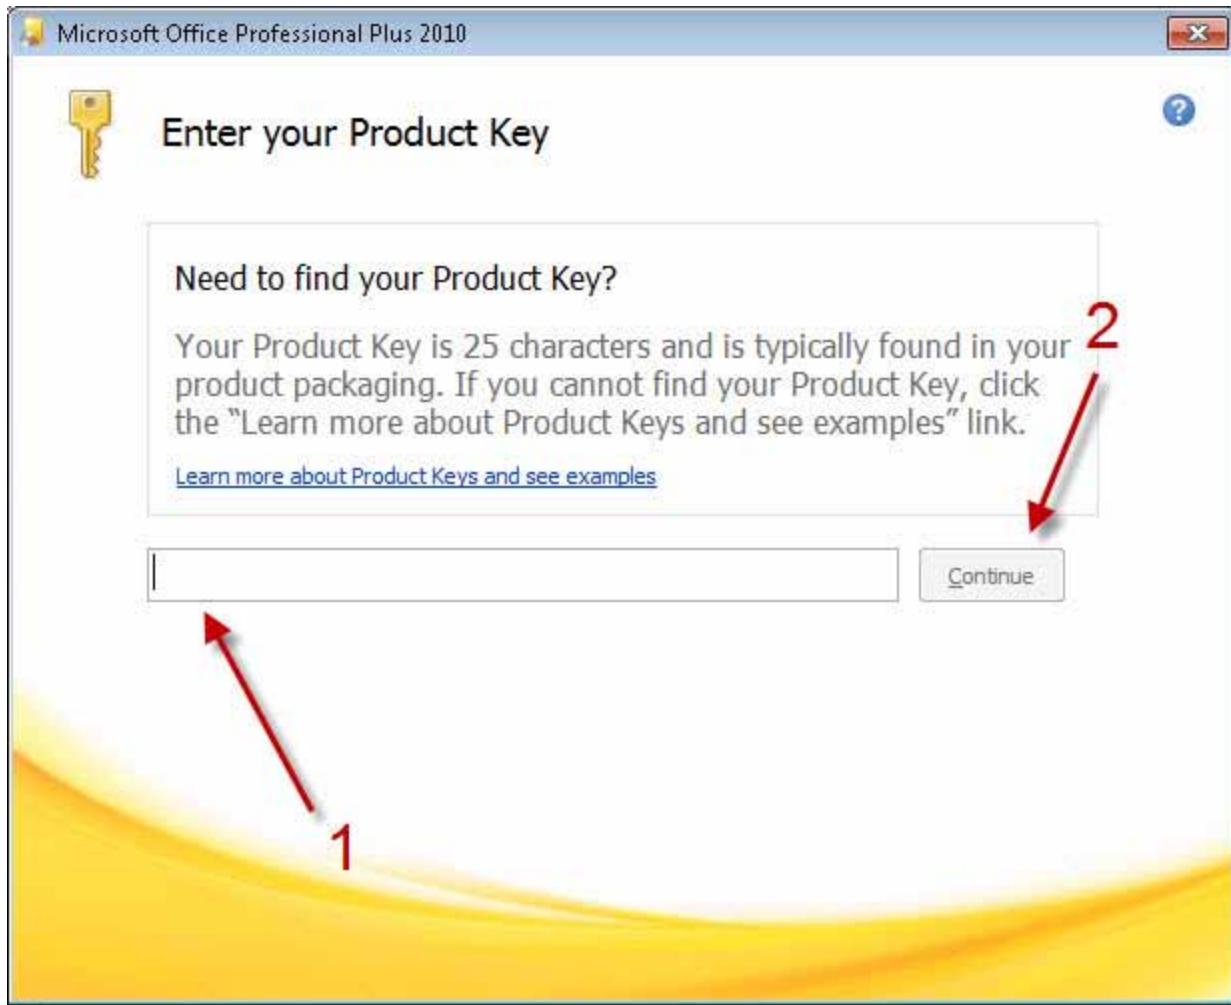 Microsoft Office Professional Plus 2010
Enter your Product Key
Need to find your Product Key?
Your Product Key is 25 characters and is typically found in your
product packaging. If you cannot find your Product Key, click
the “Learn more about Product Keys and see examples” link.
Learn more about Product Keys and see examples
2
Continue
1